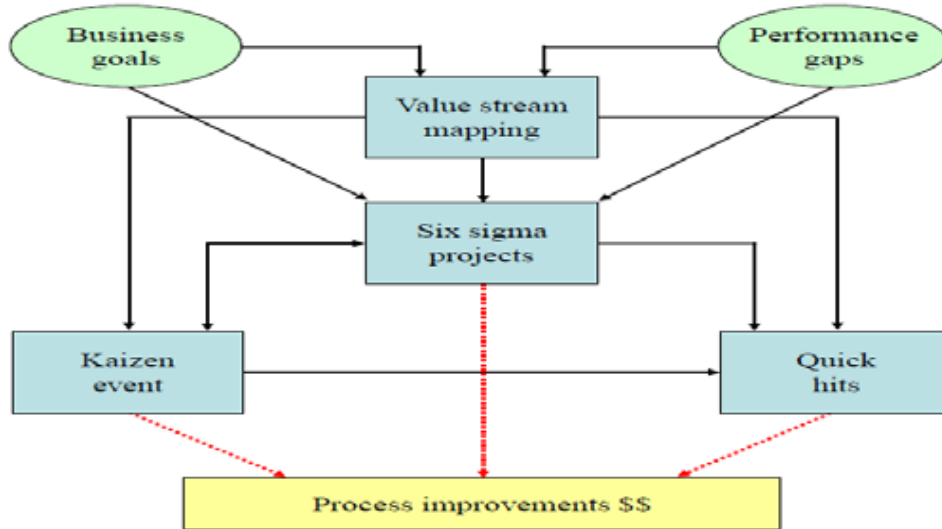 Business
goals
Performance
gaps
Value stream
mapping
Six sigma
projects
Kaizen
event
Quick
hits
Process improvements $$